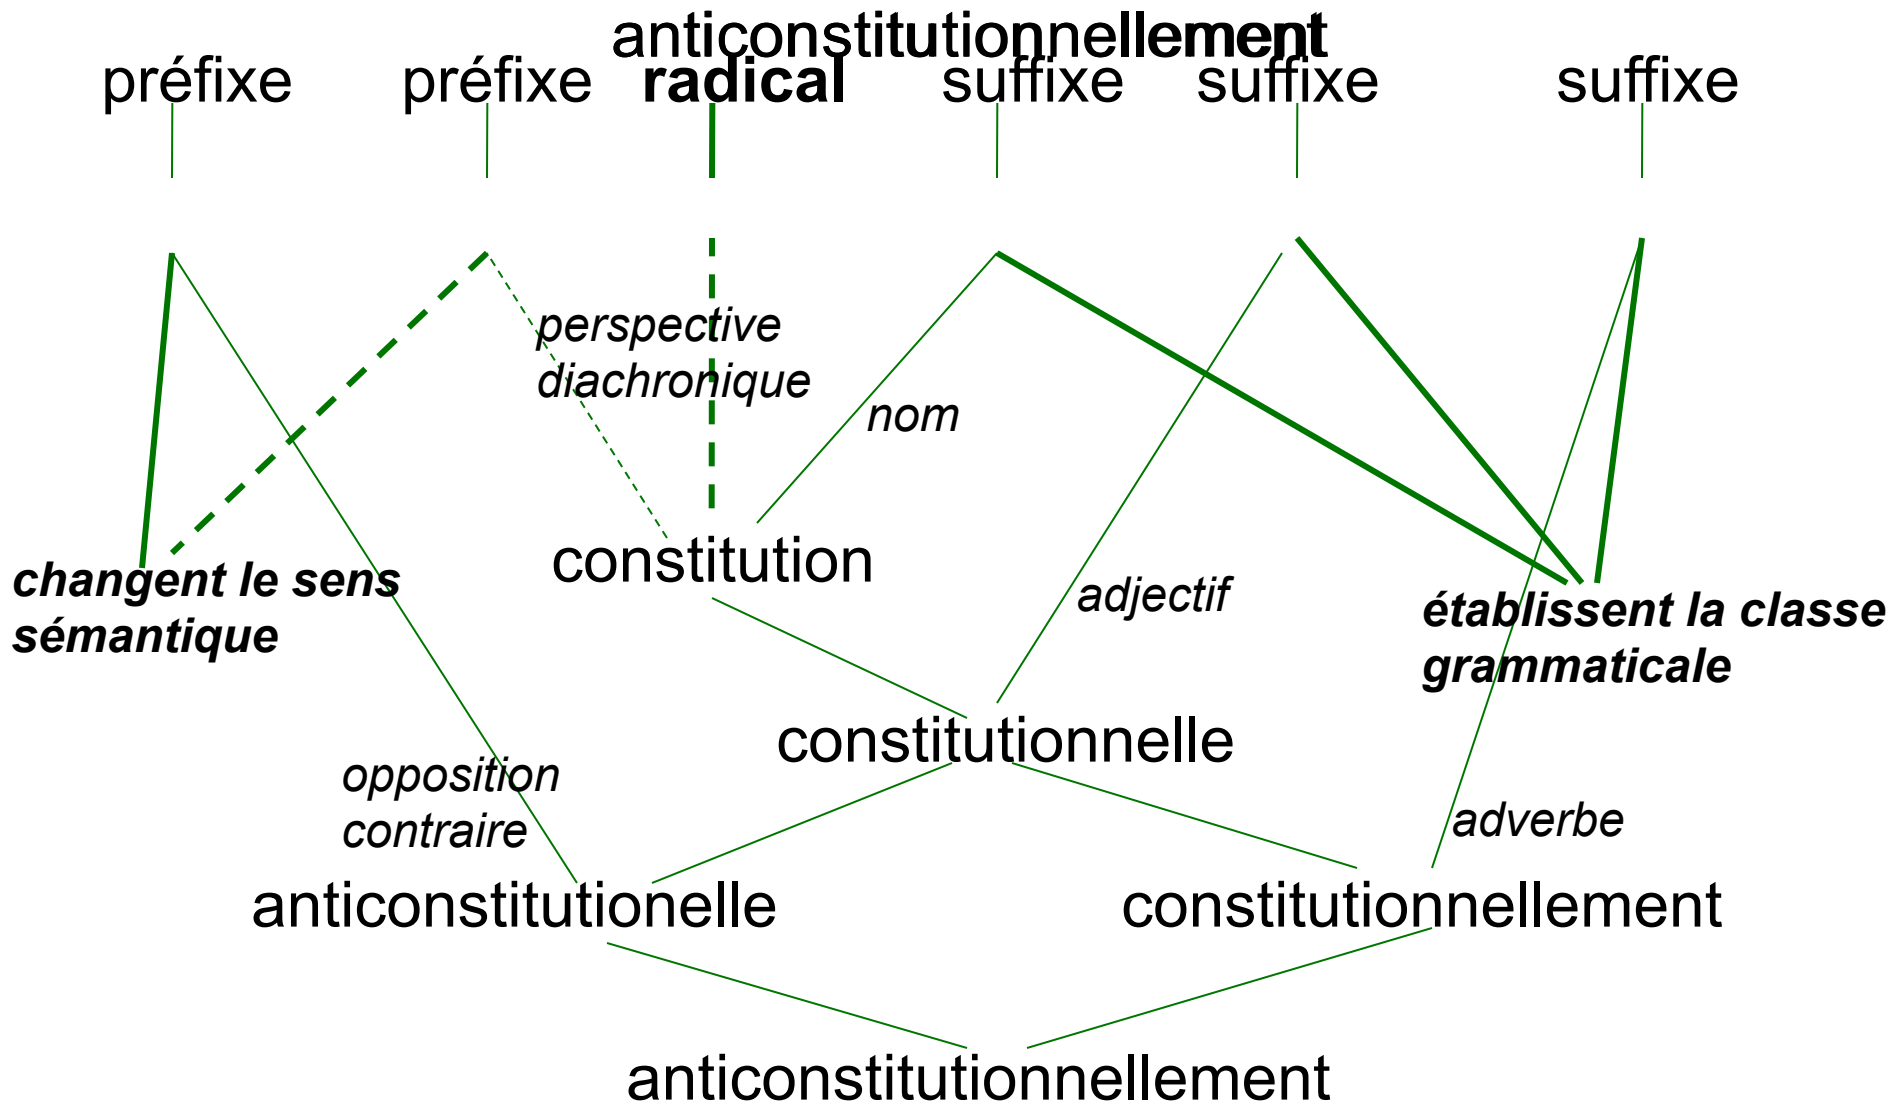 anticonstitutionnellement
préfixe préfixe radical suffixe suffixe suffixe
perspective
diachronique
nom
constitution
changent le sens
sémantique
adjectif
établissent la classe
grammaticale
constitutionnelle
opposition
contraire
adverbe
anticonstitutionelle constitutionnellement
anticonstitutionnellement